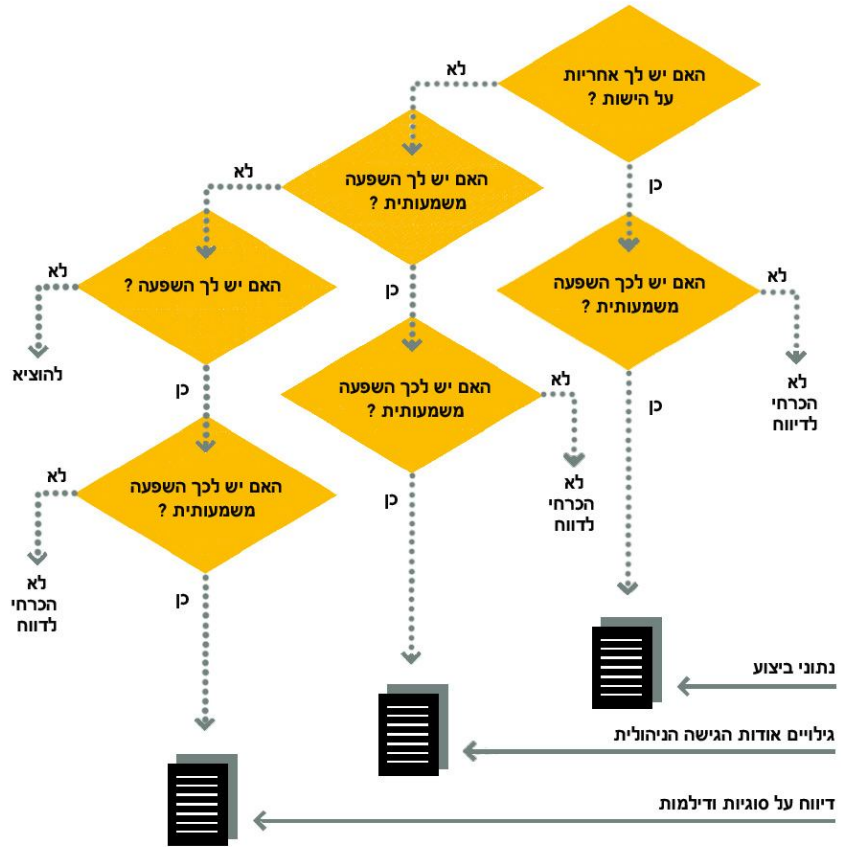 האם יש לך אחריות
על הישות ?
לא
האם יש לך השפעה
משמעותית ?
כן
לא
האם יש לך השפעה ?
כן
האם יש לכך השפעה
משמעותית ?
לא
לא
להוציא
כן
האם יש לכך השפעה
משמעותית ?
לא
לא
הכרחי
לדיווח
כן
כן
האם יש לכך השפעה
משמעותית ?
לא
לא
הכרחי
לדווח
כן
לא
הכרחי
לדווח
כן
נתוני ביצוע
גילויים אודות הגישה הניהולית
דיווח על סוגיות ודילמות